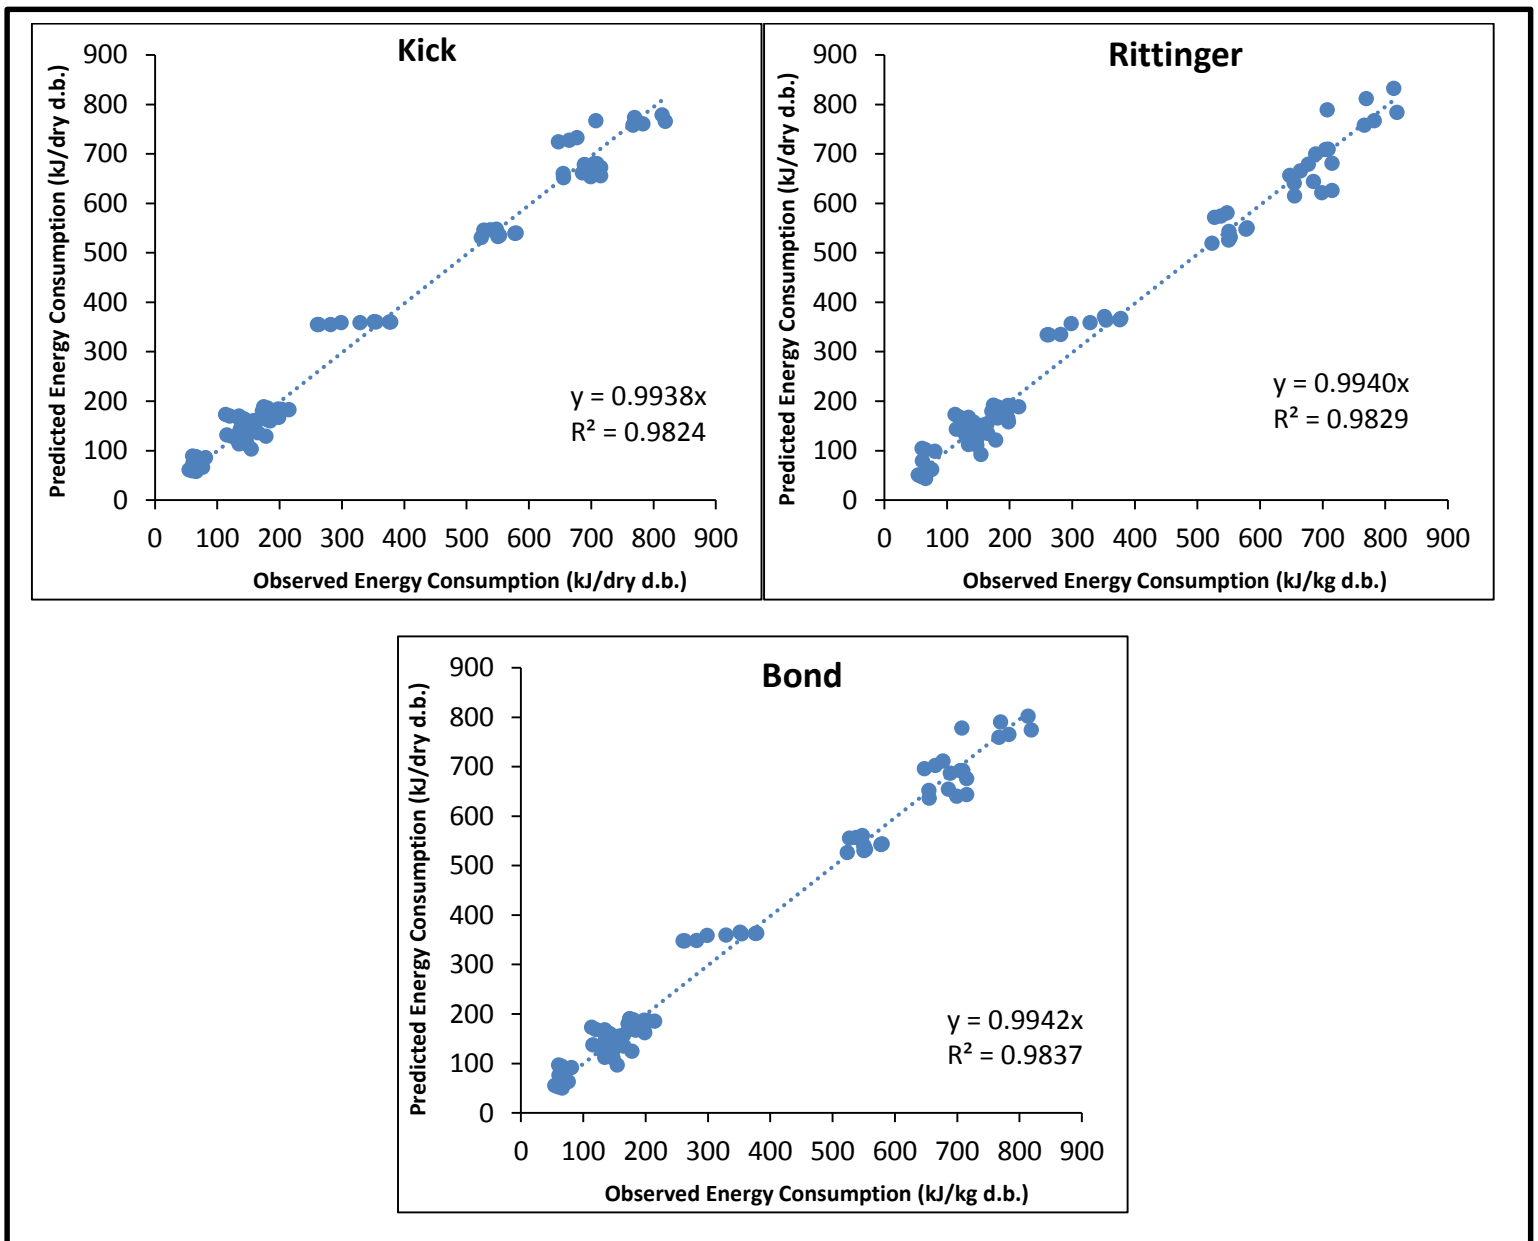 Kick
Predicted Energy Consumption (kJ/dry d.b.)
900
800
700
600
500
400
300
200
100
0
y = 0.9938x
R² = 0.9824
0 100 200 300 400 500 600 700 800 900
Observed Energy Consumption (kJ/dry d.b.)
Rittinger
Predicted Energy Consumption (kJ/dry d.b.)
900
800
700
600
500
400
300
200
100
0
y = 0.9940x
R² = 0.9829
0 100 200 300 400 500 600 700 800 900
Observed Energy Consumption (kJ/kg d.b.)
Bond
Predicted Energy Consumption (kJ/dry d.b.)
900
800
700
600
500
400
300
200
100
0
y = 0.9942x
R² = 0.9837
0 100 200 300 400 500 600 700 800 900
Observed Energy Consumption (kJ/kg d.b.)